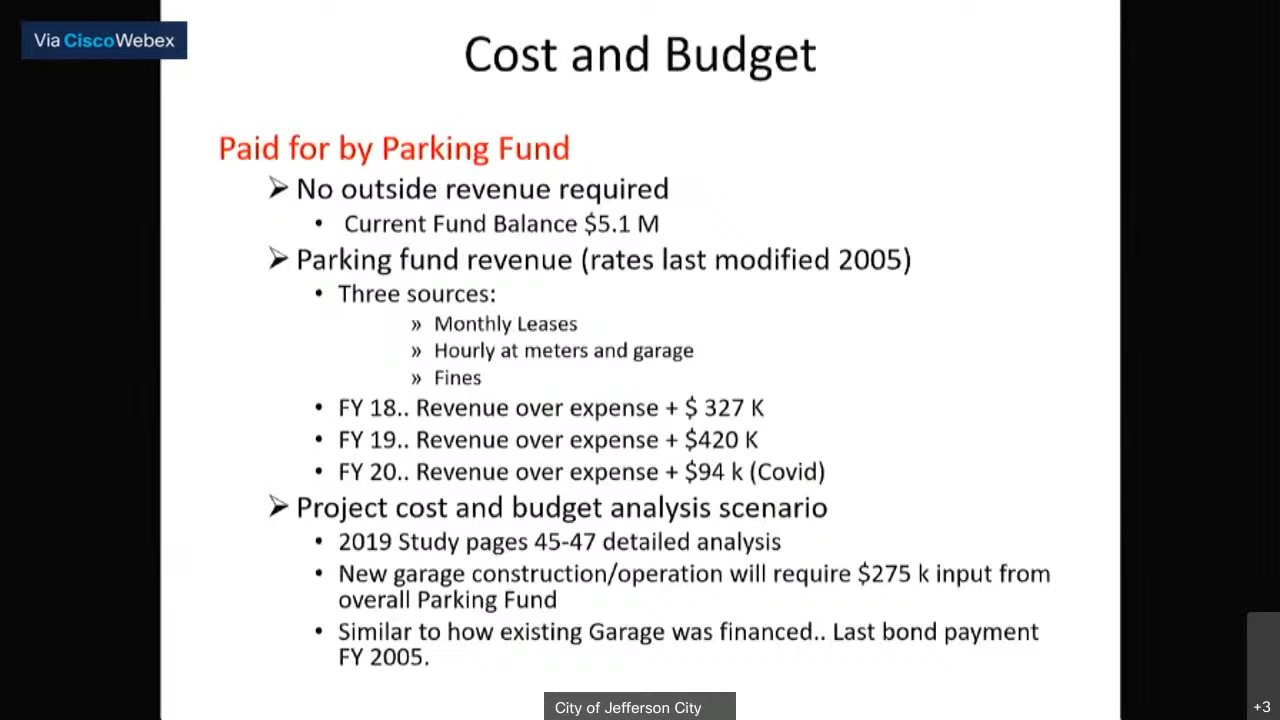 Via CiscoWebex
Cost and Budget
Paid for by Parking Fund
➢ No outside revenue required
• Current Fund Balance $5.1 M
➢ Parking fund revenue (rates last modified 2005)
• Three sources:
» Monthly Leases
» Hourly at meters and garage
» Fines
• FY 18.. Revenue over expense + $ 327 K
• FY 19.. Revenue over expense + $420 K
• FY 20.. Revenue over expense + $94 k (Covid)
➢ Project cost and budget analysis scenario
• 2019 Study pages 45-47 detailed analysis
• New garage construction/operation will require $275 k input from
overall Parking Fund
• Similar to how existing Garage was financed.. Last bond payment
FY 2005.
City of Jefferson City
+3